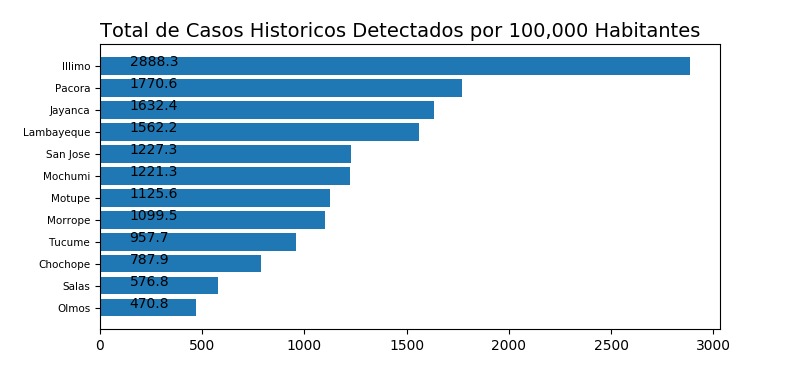 Total de Casos Historicos Detectados por 100,000 Habitantes
Illimo 2888.3
Pacora 1770.6
Jayanca 1632.4
Lambayeque 1562.2
San Jose 1227.3
Mochumi 1221.3
Motupe 1125.6
Morrope 1099.5
Tucume 957.7
Chochope 787.9
Salas 576.8
Olmos 470.8
0 500 1000 1500 2000 2500 3000